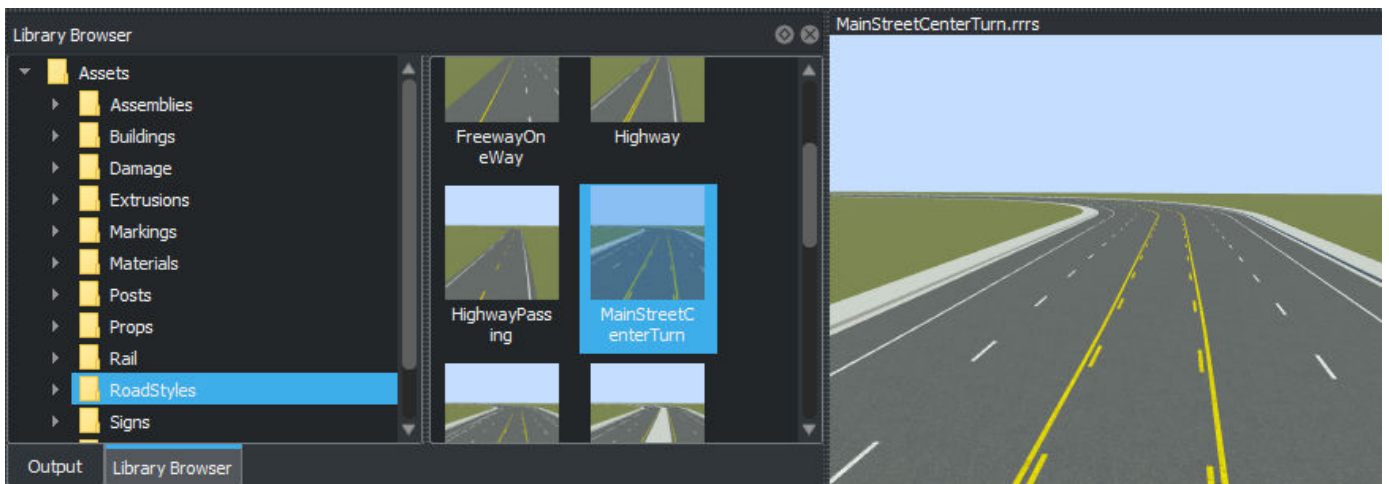 Library Browser
MainStreetCenterTurn.rrrs
Assets
Assemblies
Buildings
Damage
Extrusions
Markings
Materials
Posts
Props
Rail
RoadStyles
Signs
FreewayOn
eWay
Highway
HighwayPass
ing
MainStreetC
enterTurn
Output
Library Browser